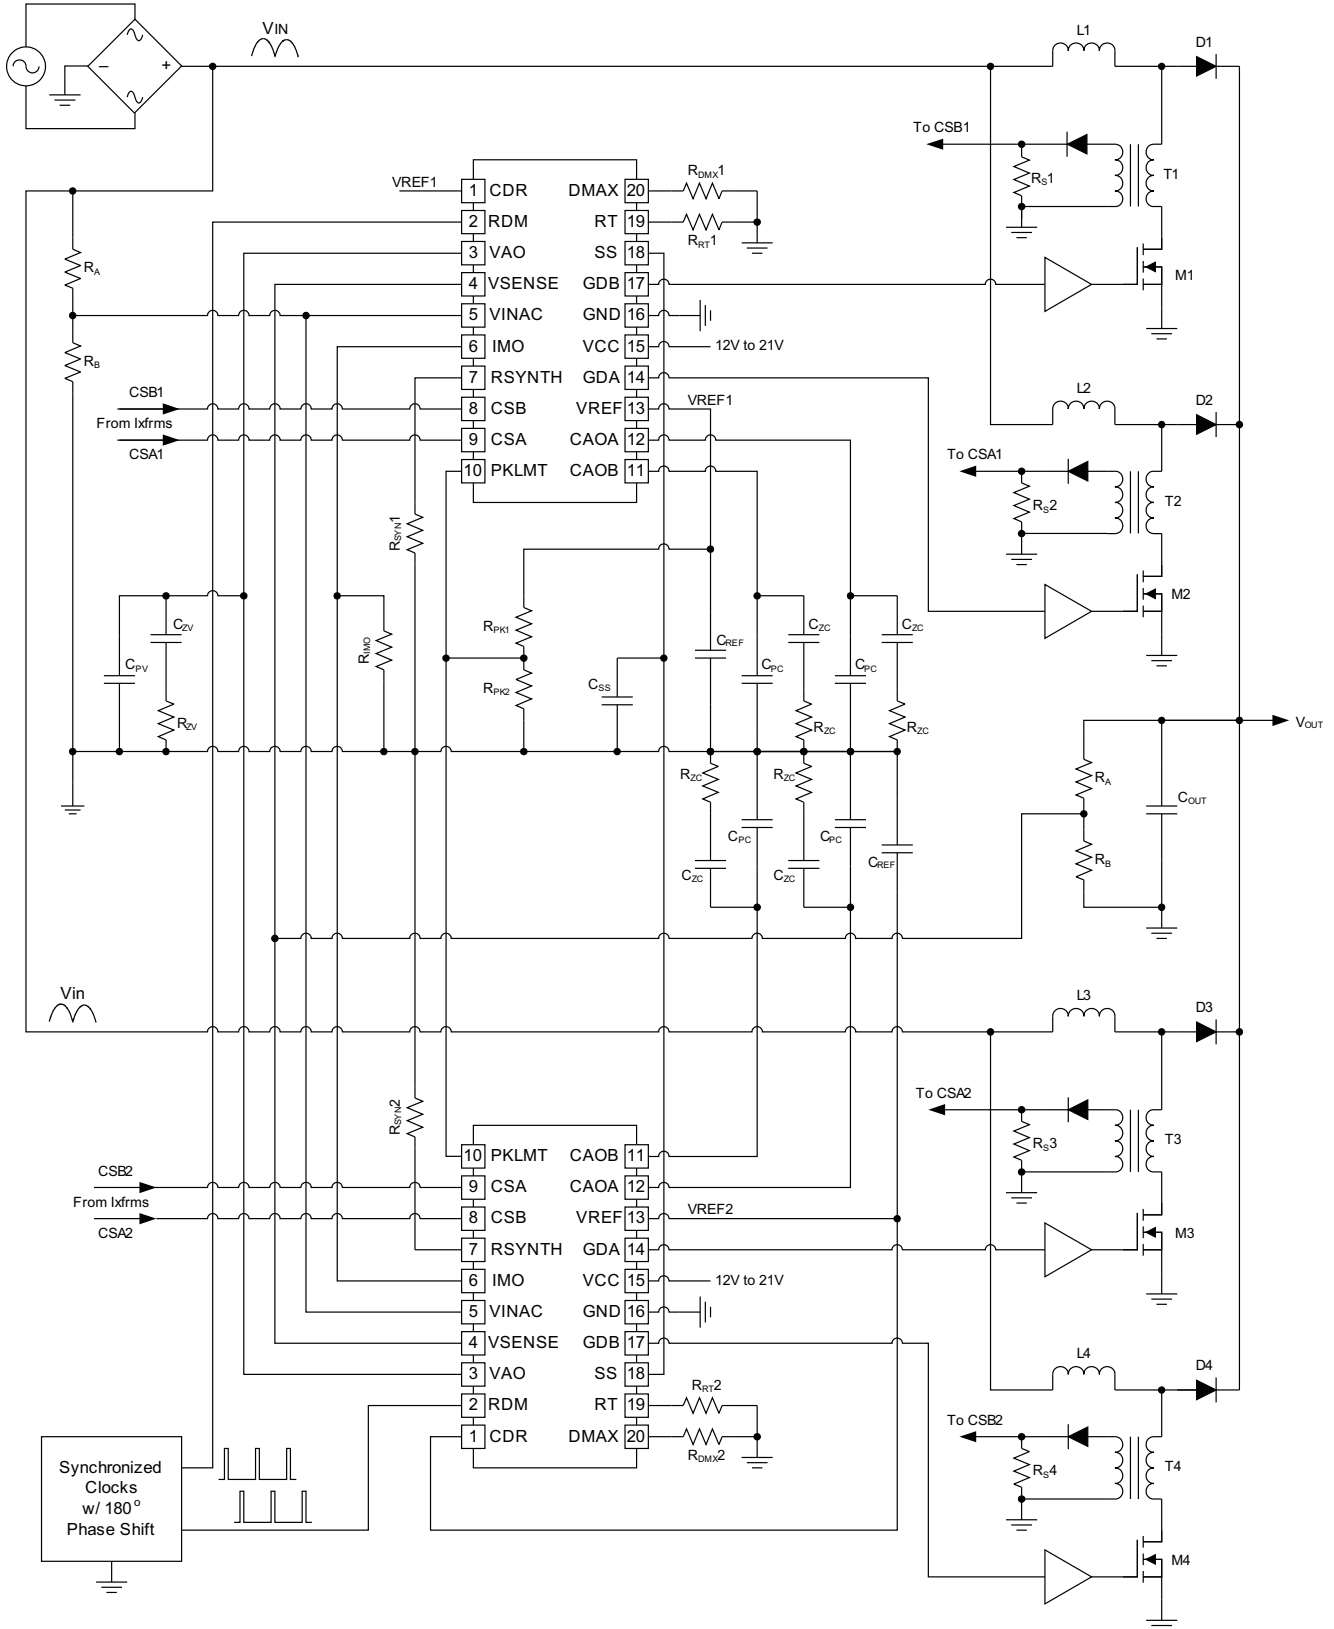 VIN
L1
D1
To CSB1
RS1
T1
M1
VREF1
1 CDR
DMAX 20
RDMX1
2 RDM
RT 19
RRT1
3 VAO
SS 18
4 VSENSE
GDB 17
5 VINAC
GND 16
6 IMO
VCC 15
12V to 21V
7 RSYNTH
GDA 14
8 CSB
VREF 13
VREF1
9 CSA
CAOA 12
10 PKLMT
CAOB 11
RA
RB
CSB1
From Ixfrms
CSA1
L2
D2
To CSA1
RS2
T2
M2
RSYN1
CZV
CPV
RZV
RIMO
RPK1
RPK2
CSS
CREF
CPC
CZC
RZC
CPC
CZC
RZC
VOUT
RA
RB
COUT
RZC
CPC
CZC
RZC
CPC
CZC
CREF
Vin
L3
D3
To CSA2
RS3
T3
M3
RSYN2
CSB2
From Ixfrms
CSA2
10 PKLMT
CAOB 11
9 CSA
CAOA 12
8 CSB
VREF 13
VREF2
7 RSYNTH
GDA 14
6 IMO
VCC 15
12V to 21V
5 VINAC
GND 16
4 VSENSE
GDB 17
3 VAO
SS 18
2 RDM
RT 19
RRT2
1 CDR
DMAX 20
RDMX2
L4
D4
To CSB2
RS4
T4
M4
Synchronized
Clocks
w/ 180°
Phase Shift